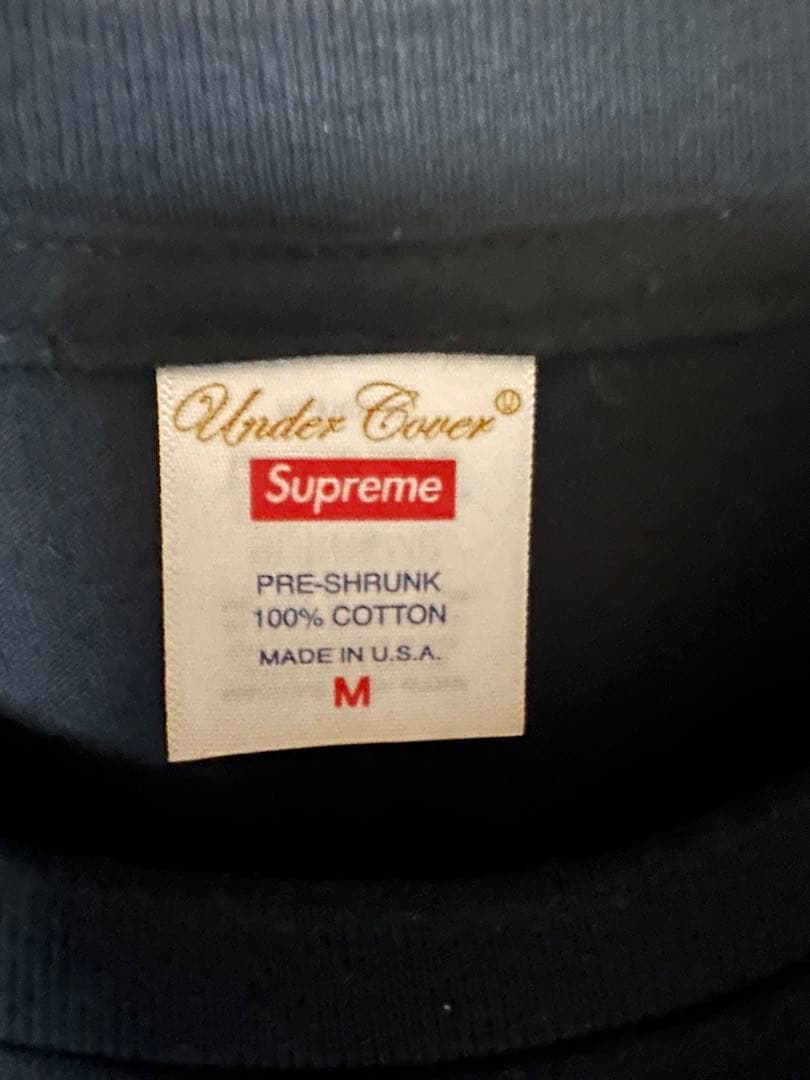 Under Cover Ⓤ
Supreme
PRE-SHRUNK
100% COTTON
MADE IN U.S.A.
M